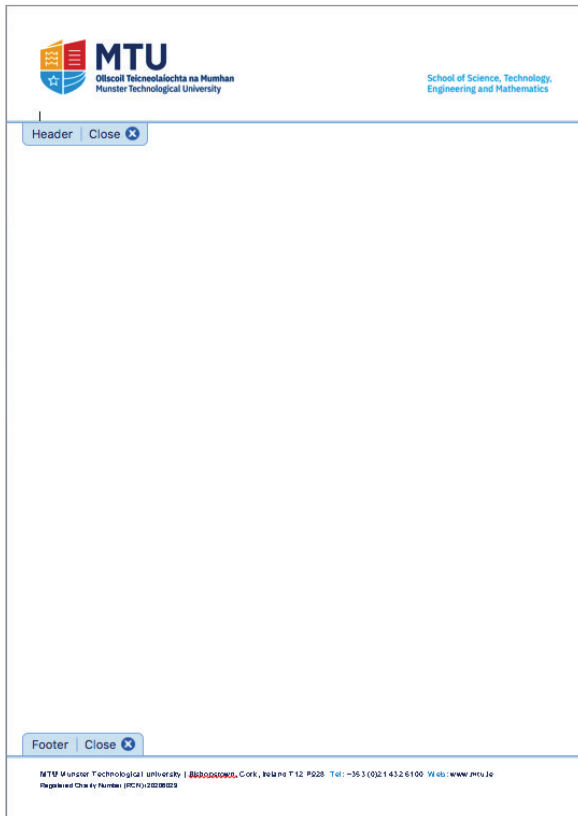 MTU
Ollscoil Teicneolaíochta na Mumhan
Munster Technological University
School of Science, Technology,
Engineering and Mathematics
Header Close
Footer Close
MTU Munster Technological university | Bishopstown, Cork, Ireland T12 P928 Tel: +353 (0)21 432 6100 Web: www.mtu.ie
Registered Charity Number (RCN)